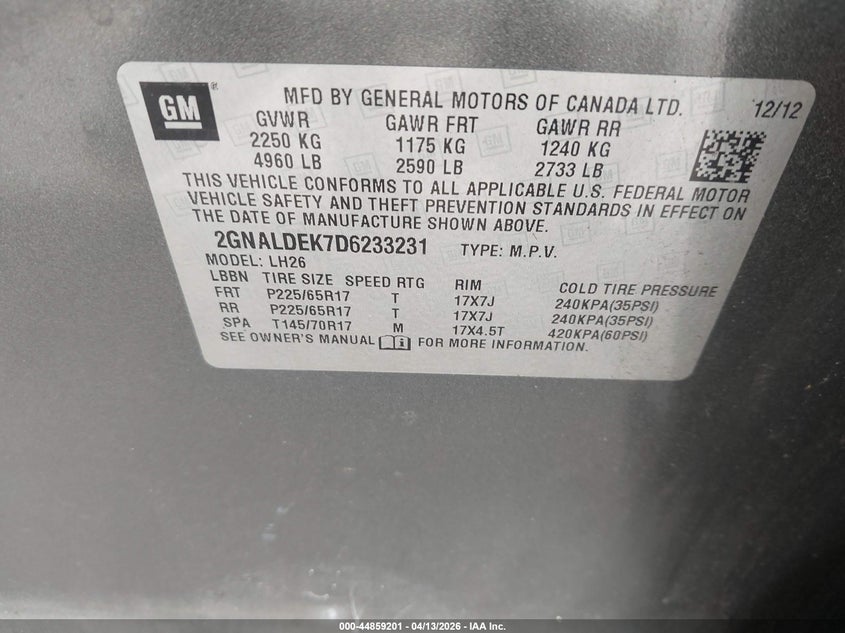 GM
MFD BY GENERAL MOTORS OF CANADA LTD. 12/12
GVWR GAWR FRT GAWR RR
2250 KG 1175 KG 1240 KG
4960 LB 2590 LB 2733 LB
THIS VEHICLE CONFORMS TO ALL APPLICABLE U.S. FEDERAL MOTOR
VEHICLE SAFETY AND THEFT PREVENTION STANDARDS IN EFFECT ON
THE DATE OF MANUFACTURE SHOWN ABOVE.
2GNALDEK7D6233231 TYPE: M.P.V.
MODEL: LH26
LBBN TIRE SIZE SPEED RTG RIM COLD TIRE PRESSURE
FRT P225/65R17 T 17X7J 240KPA(35PSI)
RR P225/65R17 T 17X7J 240KPA(35PSI)
SPA T145/70R17 M 17X4.5T 420KPA(60PSI)
SEE OWNER'S MANUAL FOR MORE INFORMATION.
000-44859201 - 04/13/2026 - IAA Inc.